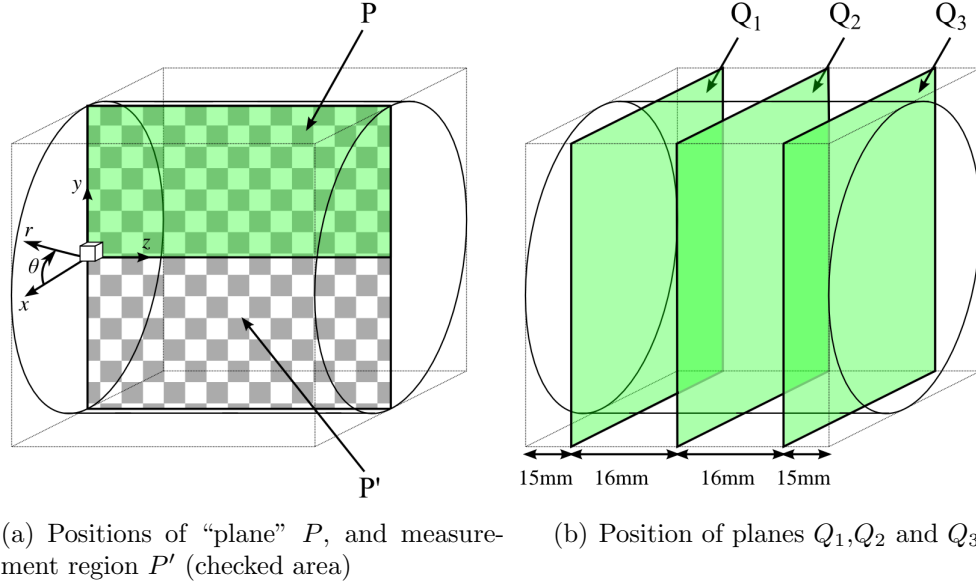 P
Q₁ Q₂ Q₃
y
r
z
θ
x
P'
15mm 16mm 16mm 15mm
(a) Positions of “plane” P, and measure-
ment region P′ (checked area)
(b) Position of planes Q₁,Q₂ and Q₃